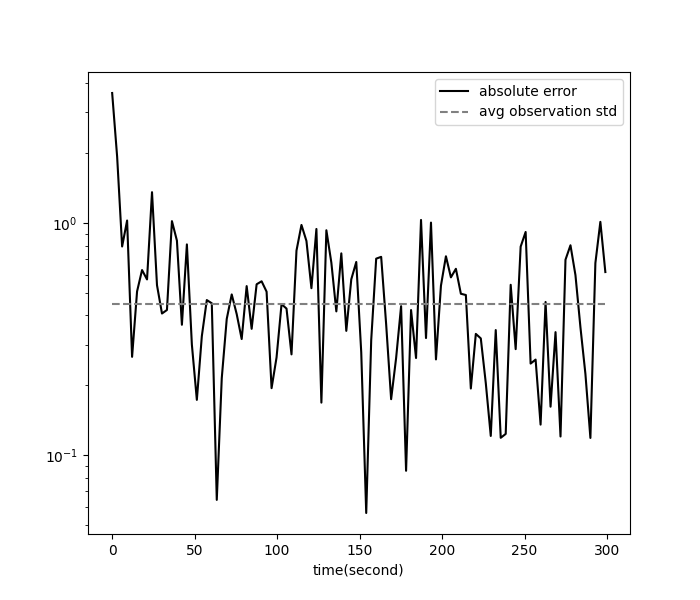 absolute error
avg observation std
10^0
10^-1
0 50 100 150 200 250 300
time(second)